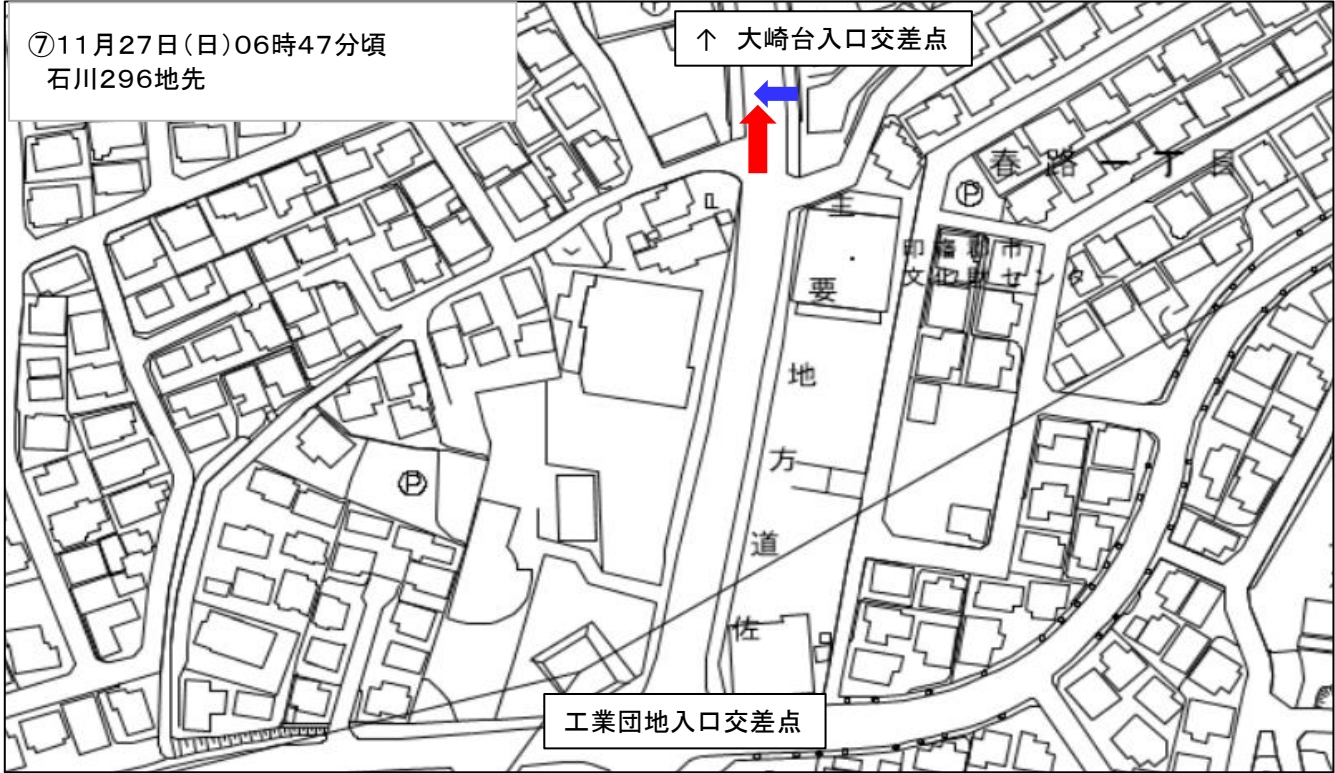 ⑦11月27日(日)06時47分頃
石川296地先
↑ 大崎台入口交差点
春路一丁目
Ⓟ
印旛郡市
文化財センター
主要地方道佐
Ⓟ
工業団地入口交差点